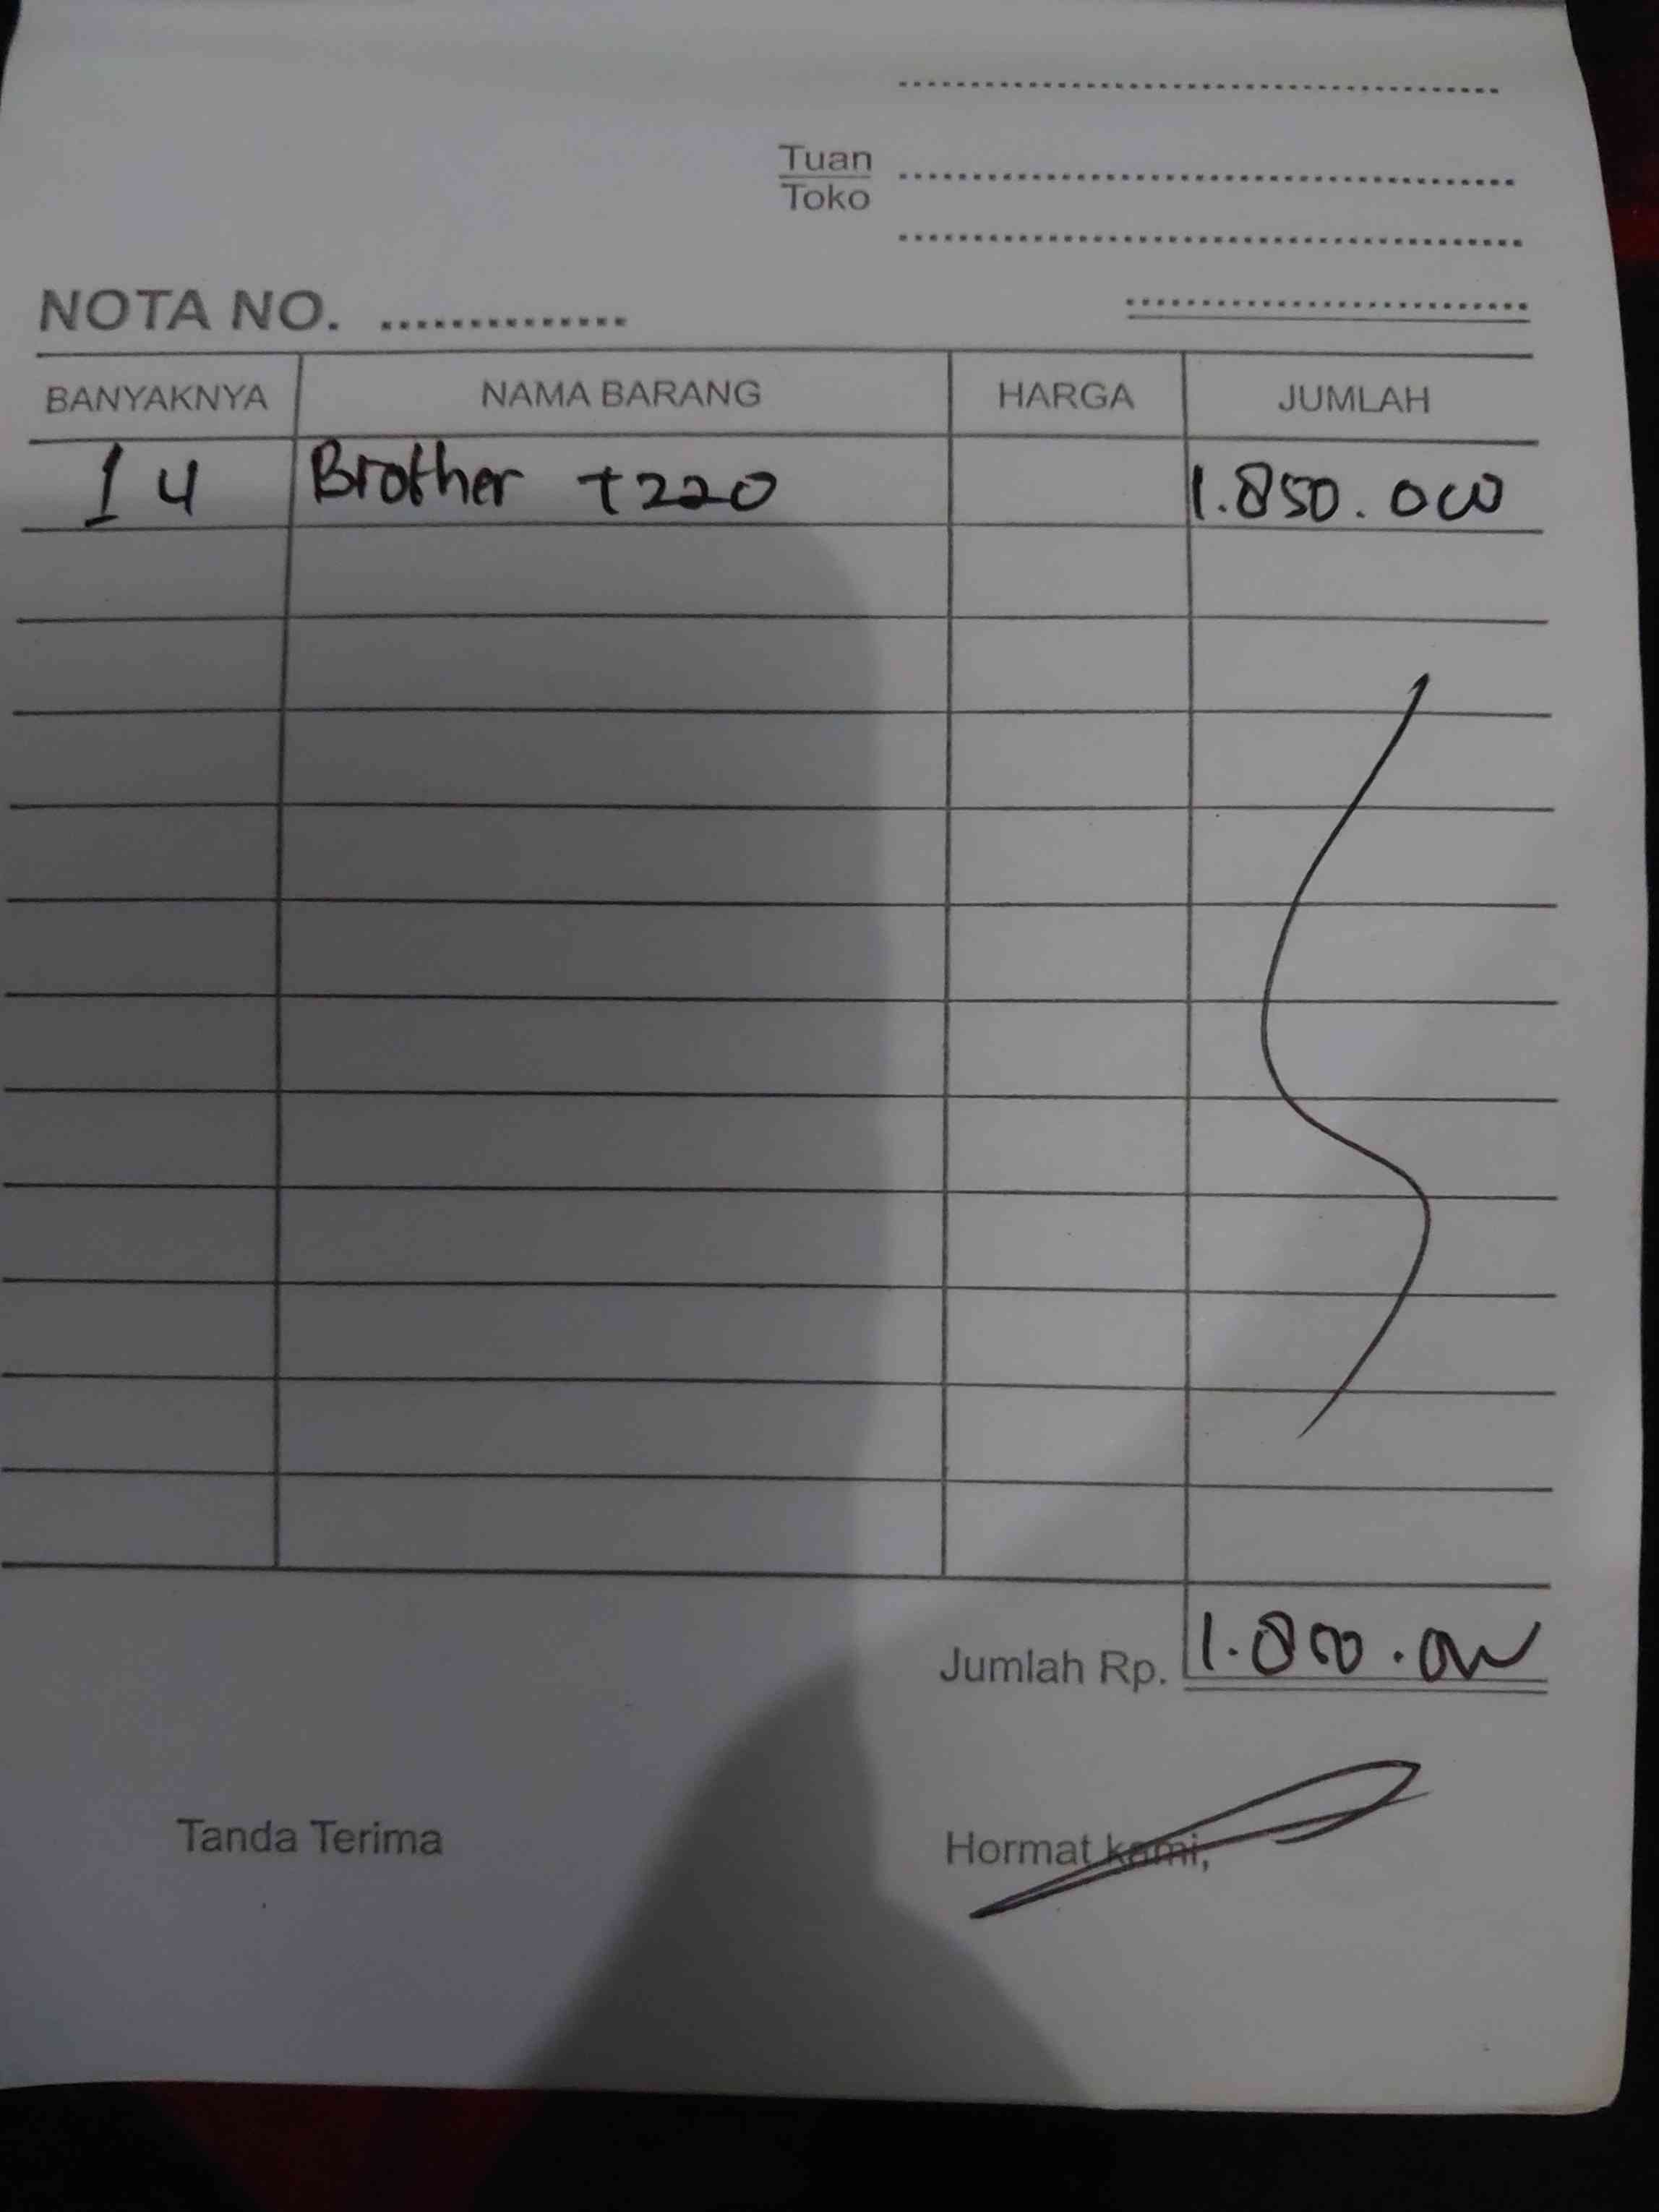 Tuan
Toko
NOTA NO. ..............
BANYAKNYA NAMA BARANG HARGA JUMLAH
1 u Brother t220 1.850.000
Jumlah Rp. 1.850.000
Tanda Terima Hormat kami,